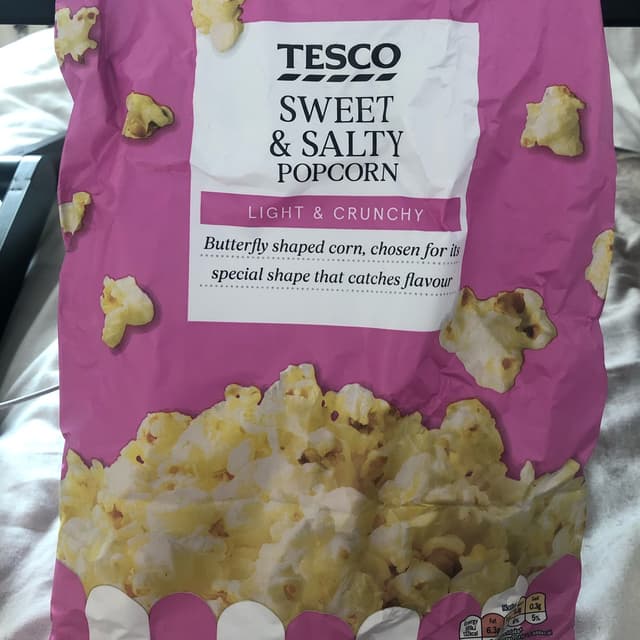 TESCO
SWEET
& SALTY
POPCORN
LIGHT & CRUNCHY
Butterfly shaped corn, chosen for its
special shape that catches flavour